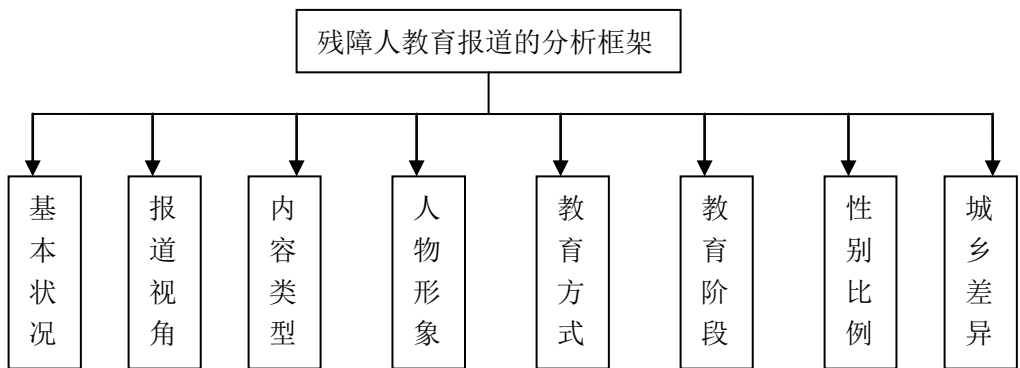 残障人教育报道的分析框架
基本状况
报道视角
内容类型
人物形象
教育方式
教育阶段
性别比例
城乡差异